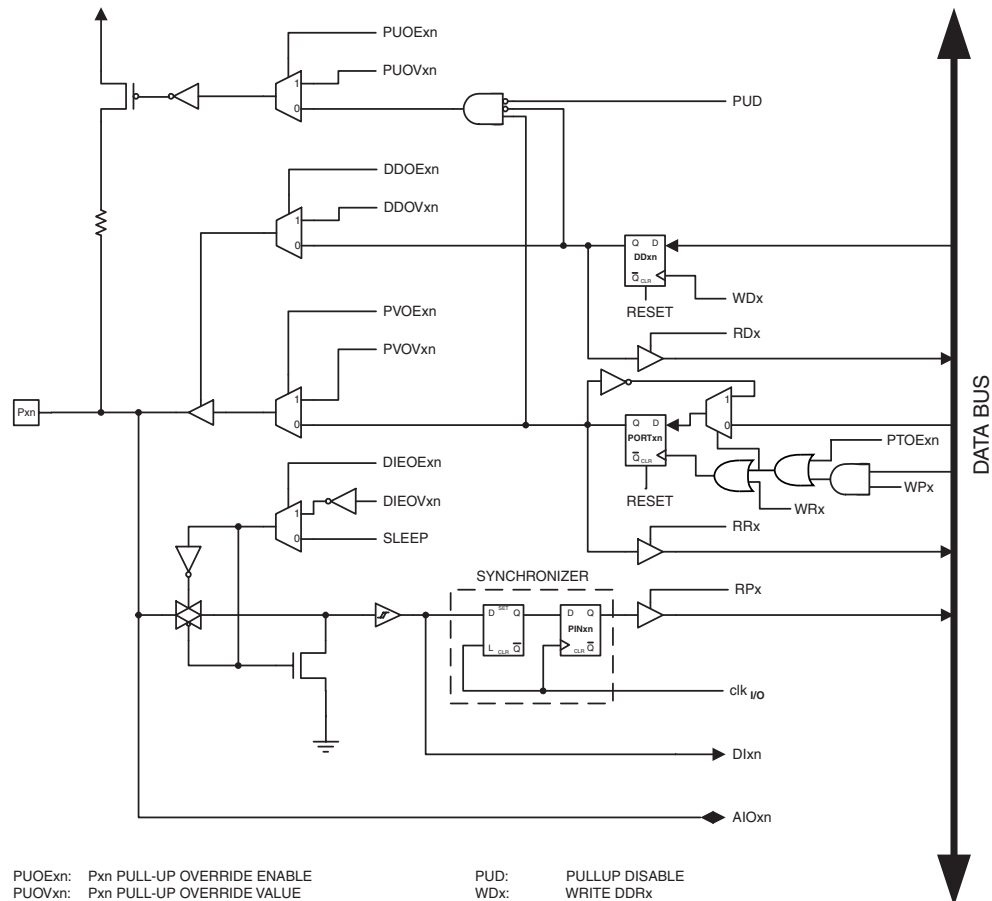 PUOExn
PUOVxn
1
0
PUD
DDOExn
DDOVxn
1
0
Q D
DDxn
Q CLR
WDx
RESET
RDx
PVOExn
PVOVxn
1
0
Pxn
1
0
Q D
PORTxn
Q CLR
RESET
PTOExn
WPx
WRx
RRx
DATA BUS
DIEOExn
DIEOVxn
1
0
SLEEP
SYNCHRONIZER
D SET Q
L CLR Q
D Q
PINxn
CLR Q
RPx
clk I/O
DIxn
AIOxn
PUOExn: Pxn PULL-UP OVERRIDE ENABLE
PUOVxn: Pxn PULL-UP OVERRIDE VALUE
PUD: PULLUP DISABLE
WDx: WRITE DDRx